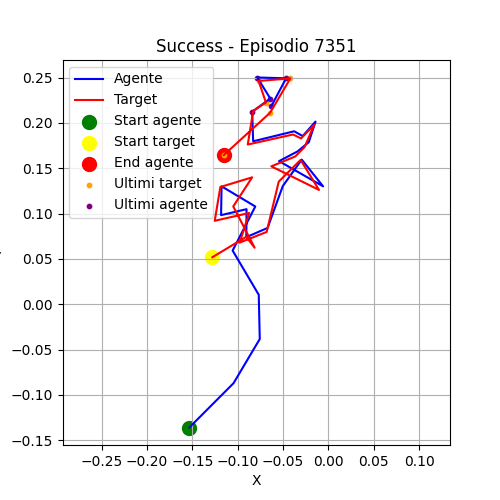 Success - Episodio 7351
Agente
Target
Start agente
Start target
End agente
Ultimi target
Ultimi agente
0.25
0.20
0.15
0.10
0.05
0.00
−0.05
−0.10
−0.15
−0.25 −0.20 −0.15 −0.10 −0.05 0.00 0.05 0.10
X